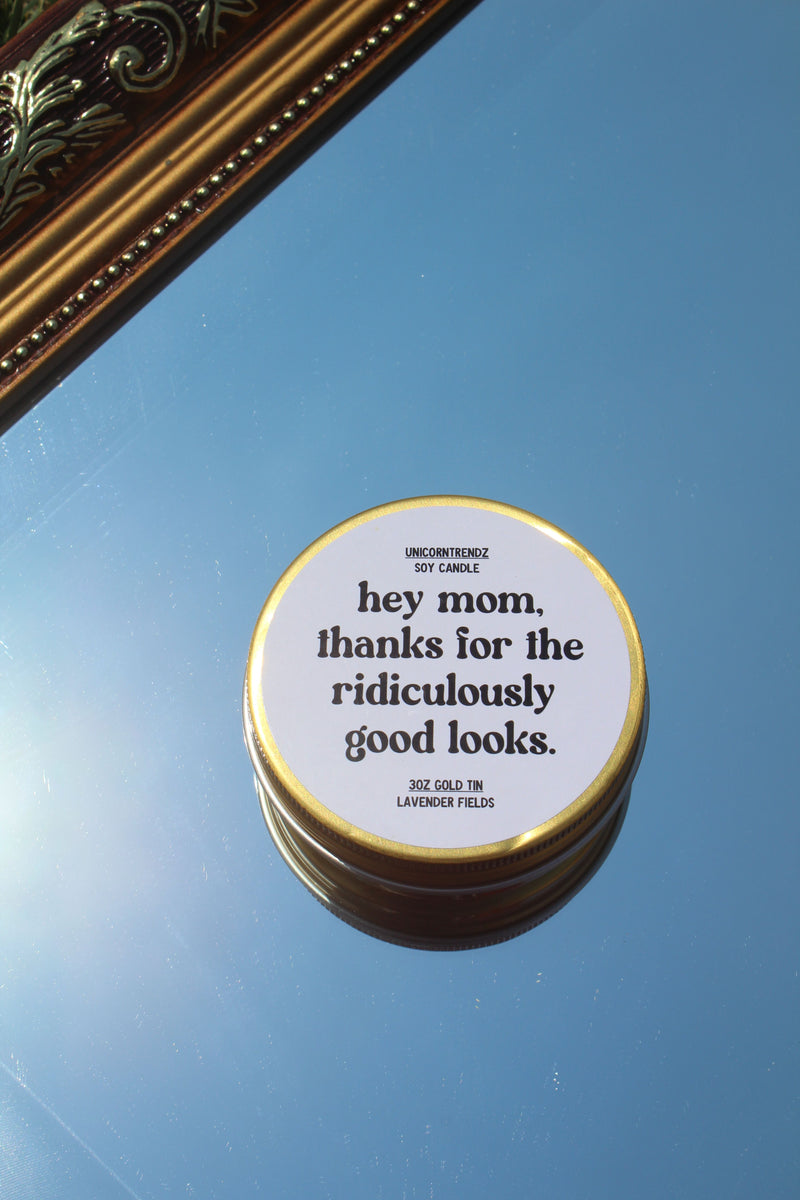 UNICORNTRENDZ
SOY CANDLE
hey mom,
thanks for the
ridiculously
good looks.
3OZ GOLD TIN
LAVENDER FIELDS